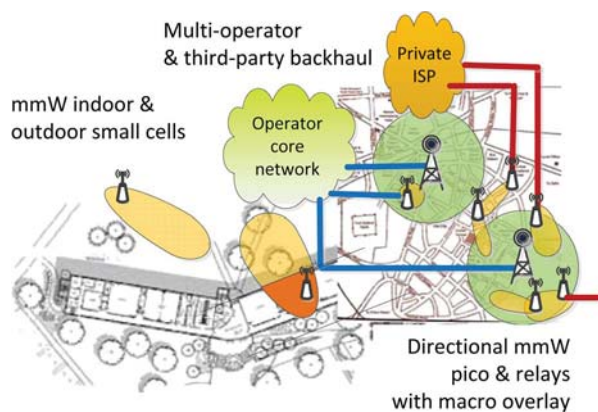 Multi-operator
& third-party backhaul
Private
ISP
mmW indoor &
outdoor small cells
Operator
core
network
Directional mmW
pico & relays
with macro overlay